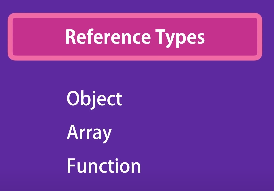 Reference Types
Object
Array
Function